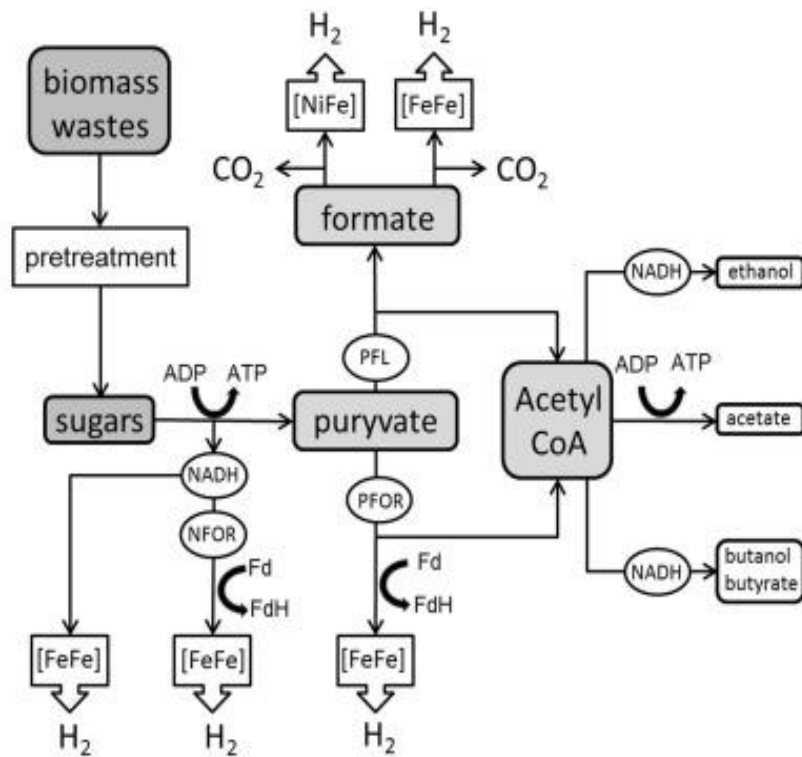 H2
H2
biomass
wastes
[NiFe]
[FeFe]
CO2
CO2
formate
pretreatment
NADH
ethanol
PFL
ADP
ATP
ADP
ATP
sugars
puryvate
Acetyl
CoA
acetate
NADH
PFOR
NFOR
Fd
FdH
Fd
FdH
NADH
butanol
butyrate
[FeFe]
[FeFe]
[FeFe]
H2
H2
H2